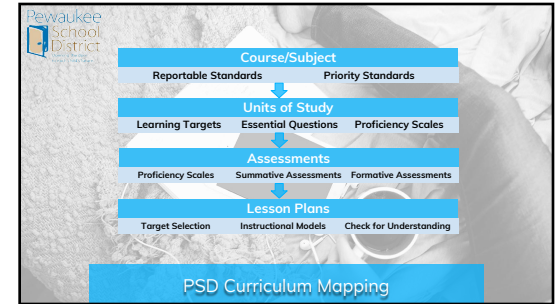 Pewaukee
School
District
Course/Subject
Reportable Standards Priority Standards
Units of Study
Learning Targets Essential Questions Proficiency Scales
Assessments
Proficiency Scales Summative Assessments Formative Assessments
Lesson Plans
Target Selection Instructional Models Check for Understanding
PSD Curriculum Mapping